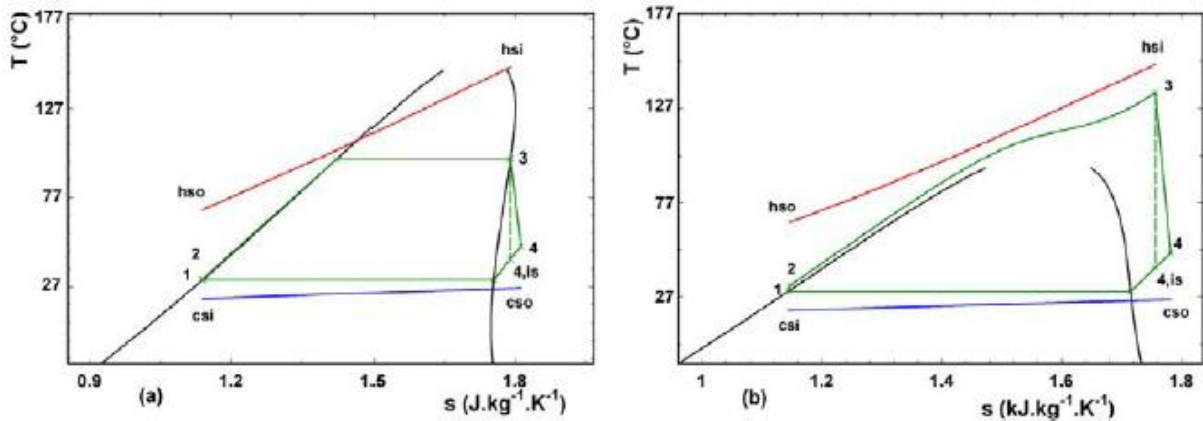 177
T (°C)
hsi
127
3
77
hso
2
4
1
27
4,is
csi
cso
0.9
1.2
1.5
1.8
(a)
s (J.kg⁻¹.K⁻¹)
177
T (°C)
hsi
3
127
77
hso
2
4
27
1
4,is
csi
cso
1
1.2
1.4
1.6
1.8
(b)
s (kJ.kg⁻¹.K⁻¹)